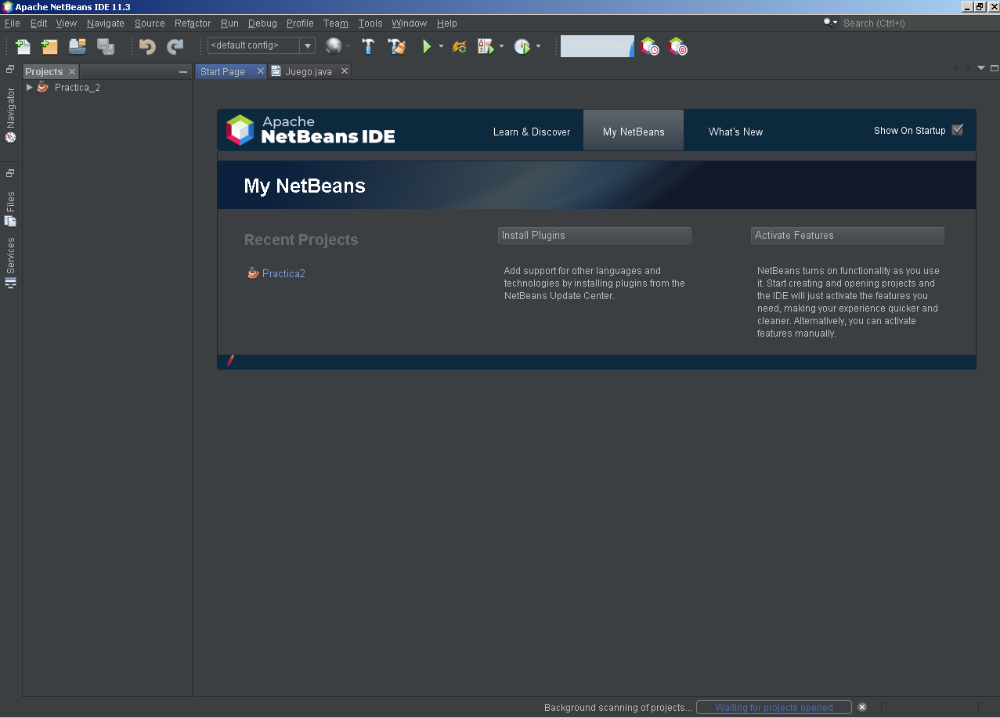 Apache NetBeans IDE 11.3
File Edit View Navigate Source Refactor Run Debug Profile Team Tools Window Help
Search (Ctrl+I)
<default config>
Projects
Start Page
Juego.java
Practica_2
Navigator
Files
Services
Apache
NetBeans IDE
Learn & Discover
My NetBeans
What's New
Show On Startup
My NetBeans
Recent Projects
Practica2
Install Plugins
Add support for other languages and
technologies by installing plugins from the
NetBeans Update Center.
Activate Features
NetBeans turns on functionality as you use
it. Start creating and opening projects and
the IDE will just activate the features you
need, making your experience quicker and
cleaner. Alternatively, you can activate
features manually.
Background scanning of projects...
Waiting for projects opened